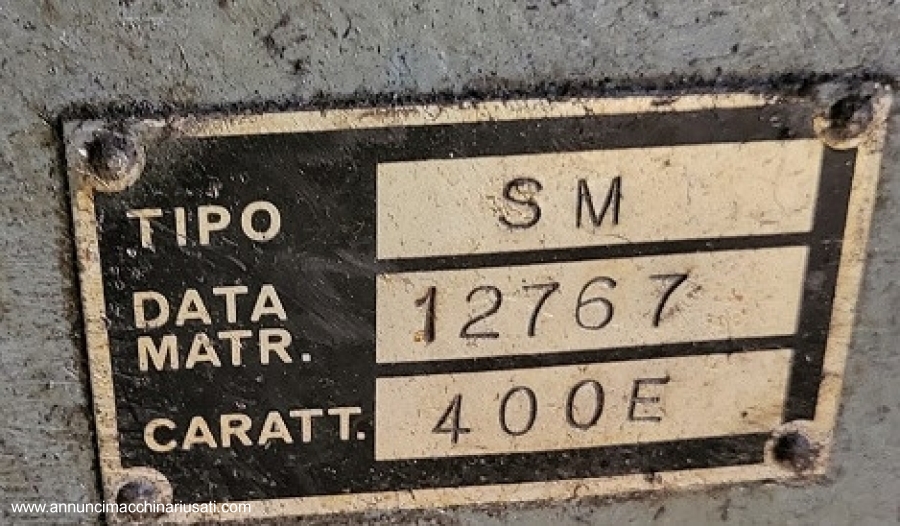 TIPO SM
DATA
MATR. 12767
CARATT. 400E
www.annuncimacchinariusati.com